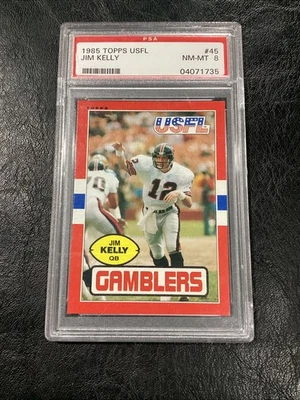 PSA
1985 TOPPS USFL #45
JIM KELLY NM-MT 8
04071735
USFL
12
JIM
KELLY
QB
GAMBLERS